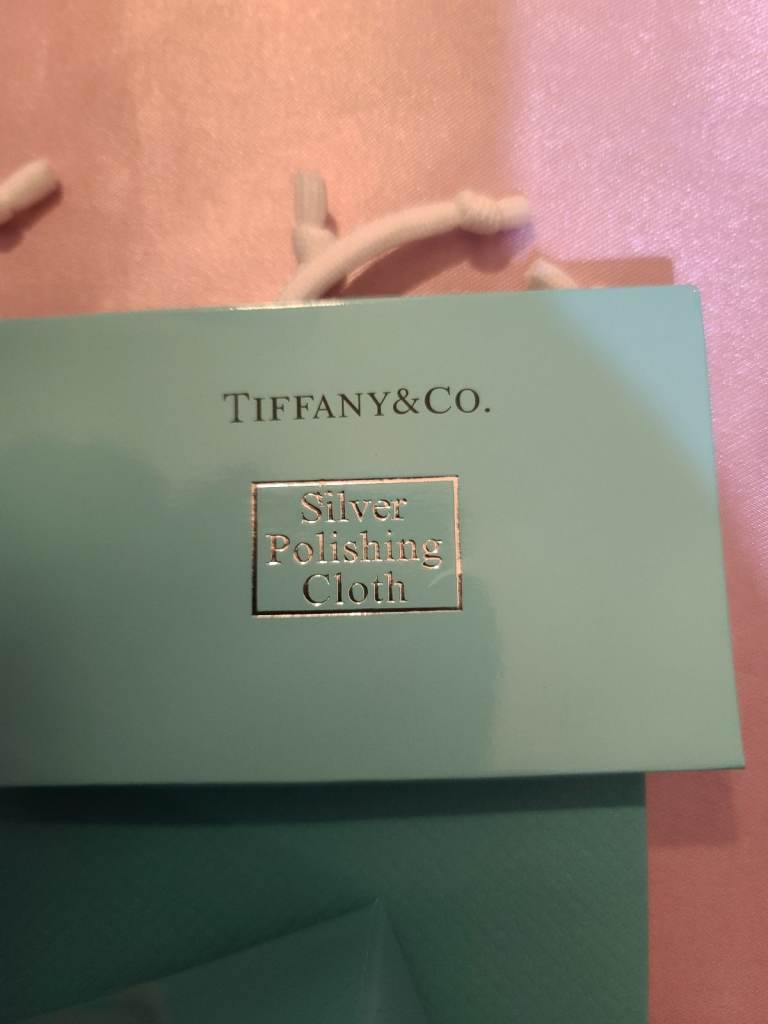 TIFFANY&CO.
Silver
Polishing
Cloth